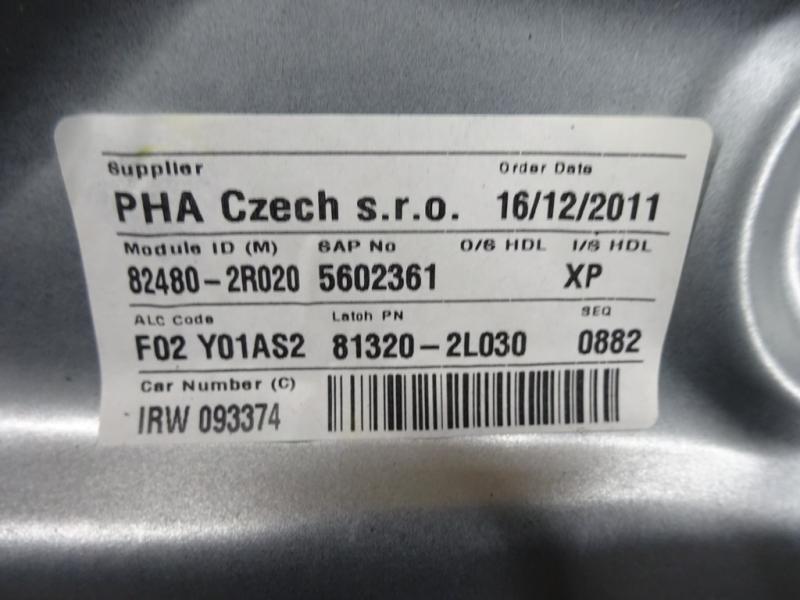 Supplier Order Date
PHA Czech s.r.o. 16/12/2011
Module ID (M) SAP No O/S HDL I/S HDL
82480-2R020 5602361 XP
ALC Code Latch PN SEQ
F02 Y01AS2 81320-2L030 0882
Car Number (C)
IRW 093374